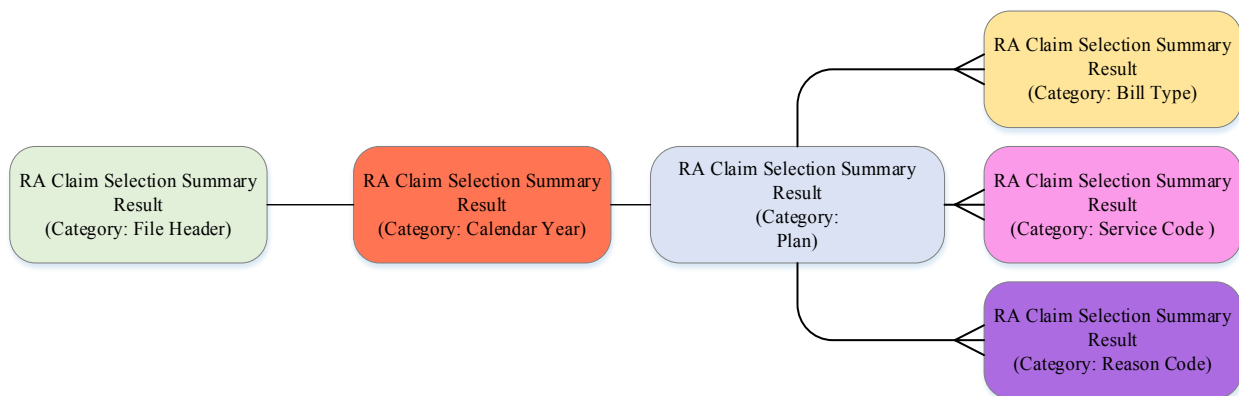 RA Claim Selection Summary
Result
(Category: File Header)
RA Claim Selection Summary
Result
(Category: Calendar Year)
RA Claim Selection Summary
Result
(Category:
Plan)
RA Claim Selection Summary
Result
(Category: Bill Type)
RA Claim Selection Summary
Result
(Category: Service Code )
RA Claim Selection Summary
Result
(Category: Reason Code)